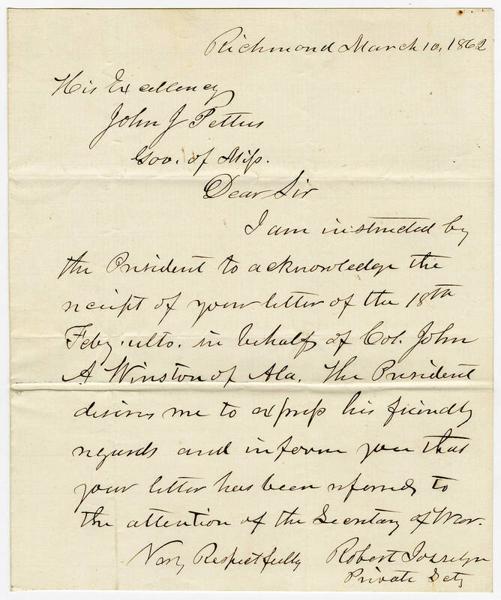 Richmond March 10, 1862
His Excellency
John J Pettus
Gov. of Miss.
Dear Sir
I am instructed by
the President to acknowledge the
receipt of your letter of the 18th
Feby. ulto. in behalf of Col. John
A Winston of Ala. The President
desires me to express his friendly
regards and inform you that
your letter has been referred to
the attention of the Secretary of War.
Very Respectfully Robert Josselyn
Private Secty